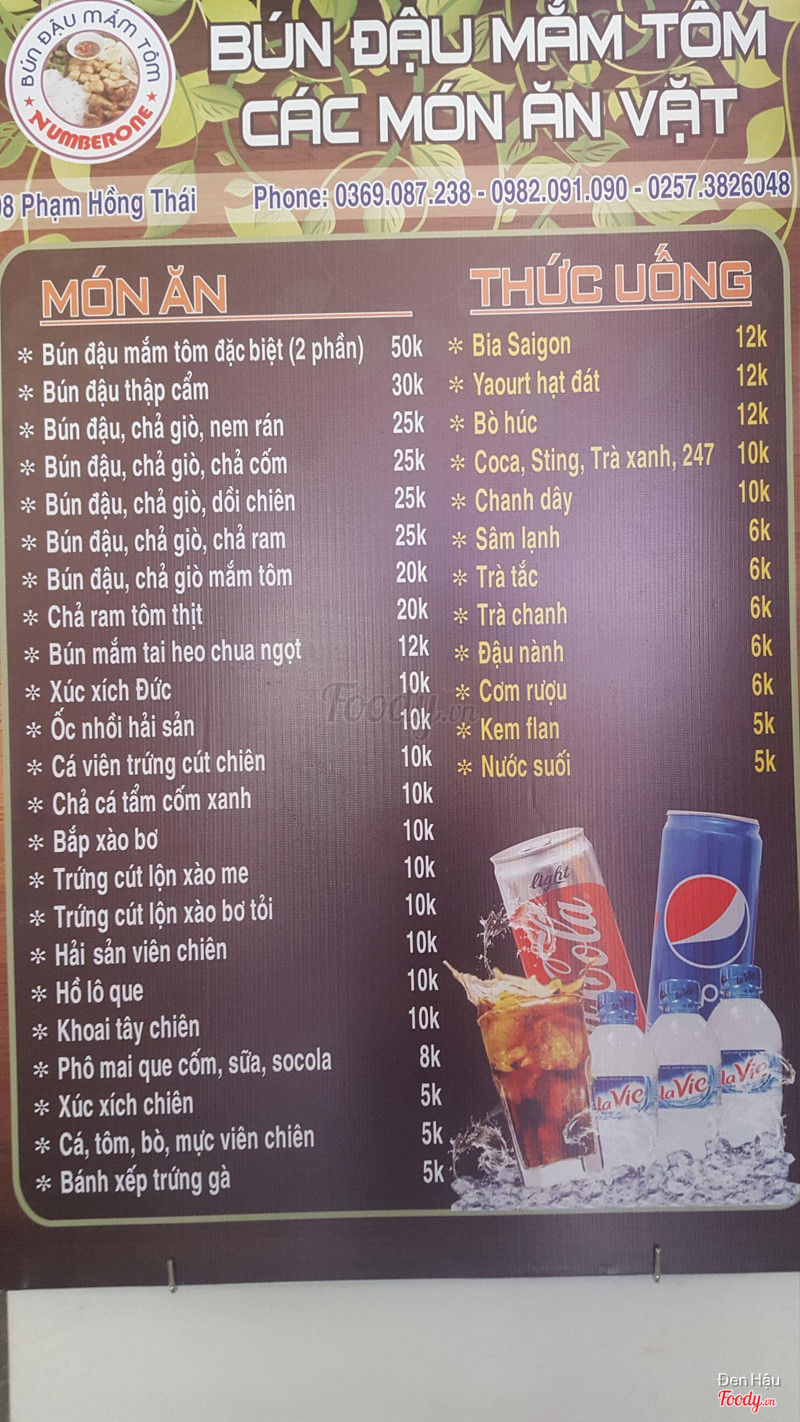 BÚN ĐẬU MẮM TÔM
NUMBERONE
BÚN ĐẬU MẮM TÔM
CÁC MÓN ĂN VẶT
08 Phạm Hồng Thái Phone: 0369.087.238 - 0982.091.090 - 0257.3826048
MÓN ĂN
Bún đậu mắm tôm đặc biệt (2 phần) 50k
Bún đậu thập cẩm 30k
Bún đậu, chả giò, nem rán 25k
Bún đậu, chả giò, chả cốm 25k
Bún đậu, chả giò, dồi chiên 25k
Bún đậu, chả giò, chả ram 25k
Bún đậu, chả giò mắm tôm 20k
Chả ram tôm thịt 20k
Bún mắm tai heo chua ngọt 12k
Xúc xích Đức 10k
Ốc nhồi hải sản 10k
Cá viên trứng cút chiên 10k
Chả cá tẩm cốm xanh 10k
Bắp xào bơ 10k
Trứng cút lộn xào me 10k
Trứng cút lộn xào bơ tỏi 10k
Hải sản viên chiên 10k
Hồ lô que 10k
Khoai tây chiên 10k
Phô mai que cốm, sữa, socola 8k
Xúc xích chiên 5k
Cá, tôm, bò, mực viên chiên 5k
Bánh xếp trứng gà 5k
THỨC UỐNG
Bia Saigon 12k
Yaourt hạt đát 12k
Bò húc 12k
Coca, Sting, Trà xanh, 247 10k
Chanh dây 10k
Sâm lạnh 6k
Trà tắc 6k
Trà chanh 6k
Đậu nành 6k
Cơm rượu 6k
Kem flan 5k
Nước suối 5k
light
Cola
laVie
laVie
laVie
Foody.vn
Đen Hậu
Foody.vn